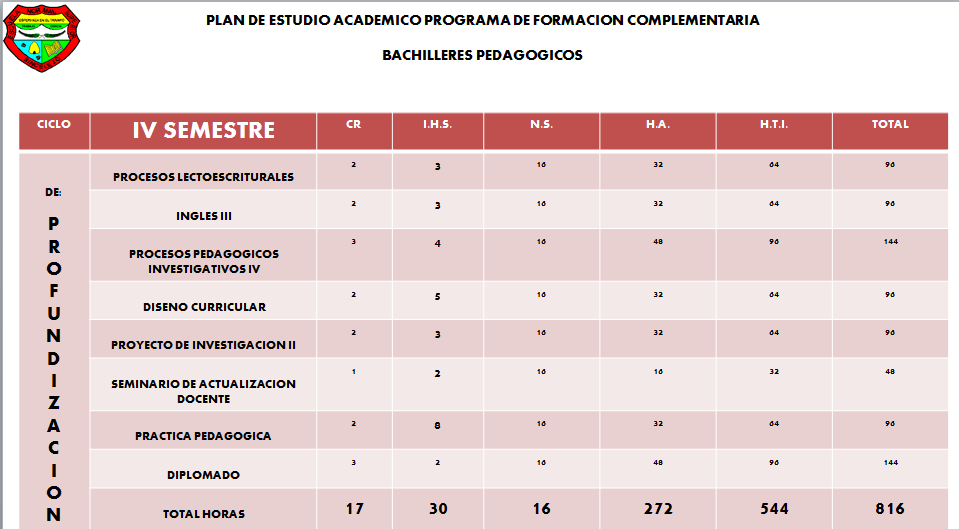 PLAN DE ESTUDIO ACADEMICO PROGRAMA DE FORMACION COMPLEMENTARIA
BACHILLERES PEDAGOGICOS
CICLO IV SEMESTRE CR I.H.S. N.S. H.A. H.T.I. TOTAL
DE: PROFUNDIZACION
PROCESOS LECTOESCRITURALES 2 3 16 32 64 96
INGLES III 2 3 16 32 64 96
PROCESOS PEDAGOGICOS
INVESTIGATIVOS IV 3 4 16 48 96 144
DISENO CURRICULAR 2 5 16 32 64 96
PROYECTO DE INVESTIGACION II 2 3 16 32 64 96
SEMINARIO DE ACTUALIZACION
DOCENTE 1 2 16 16 32 48
PRACTICA PEDAGOGICA 2 8 16 32 64 96
DIPLOMADO 3 2 16 48 96 144
TOTAL HORAS 17 30 16 272 544 816